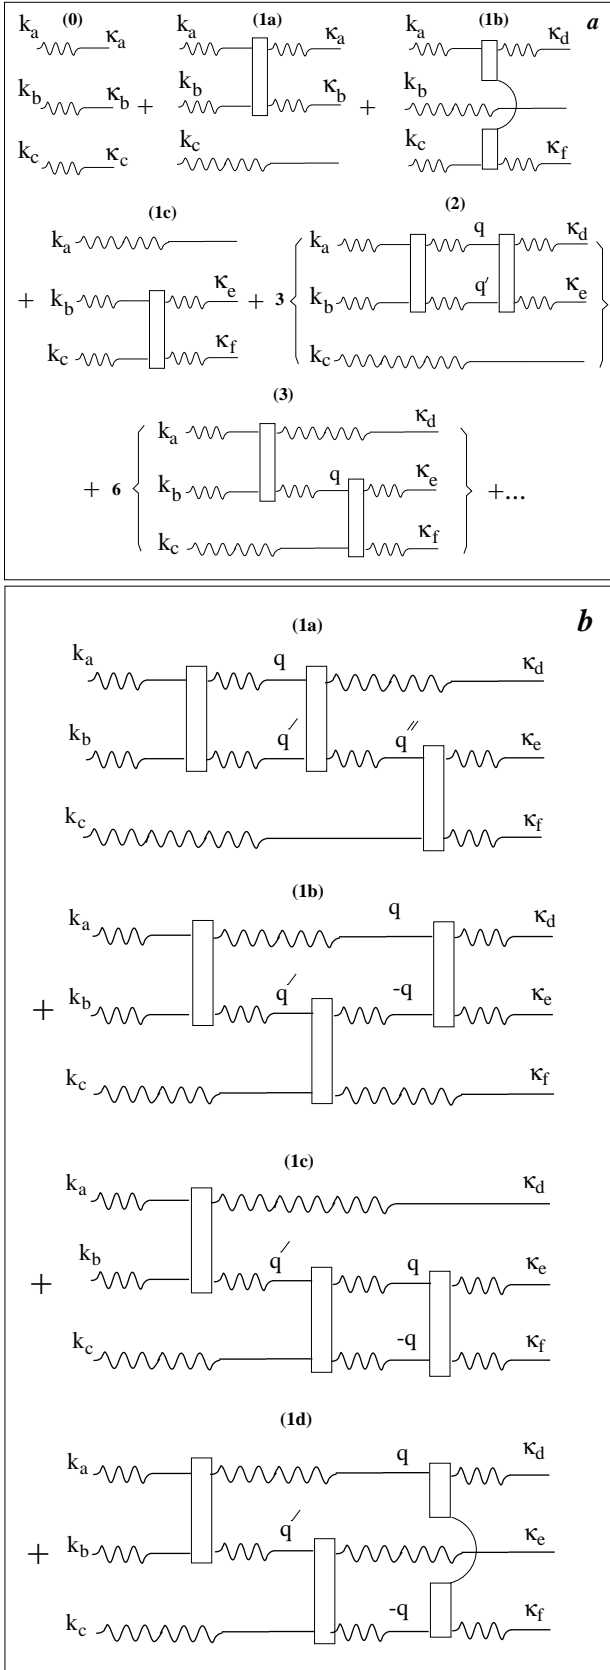 (0) (1a) (1b) a
k_a κ_a k_a κ_a k_a κ_d
k_b κ_b + k_b κ_b + k_b
k_c κ_c k_c k_c κ_f
(1c) (2)
k_a k_a q κ_d
+ k_b κ_e + 3 k_b q′ κ_e
k_c κ_f k_c
(3)
k_a κ_d
+ 6 k_b q κ_e +...
k_c κ_f
b
(1a)
k_a q κ_d
k_b q′ q″ κ_e
k_c κ_f
(1b)
k_a q κ_d
+ k_b q′ -q κ_e
k_c κ_f
(1c)
k_a κ_d
+ k_b q′ q κ_e
k_c -q κ_f
(1d)
k_a q κ_d
+ k_b q′ κ_e
k_c -q κ_f